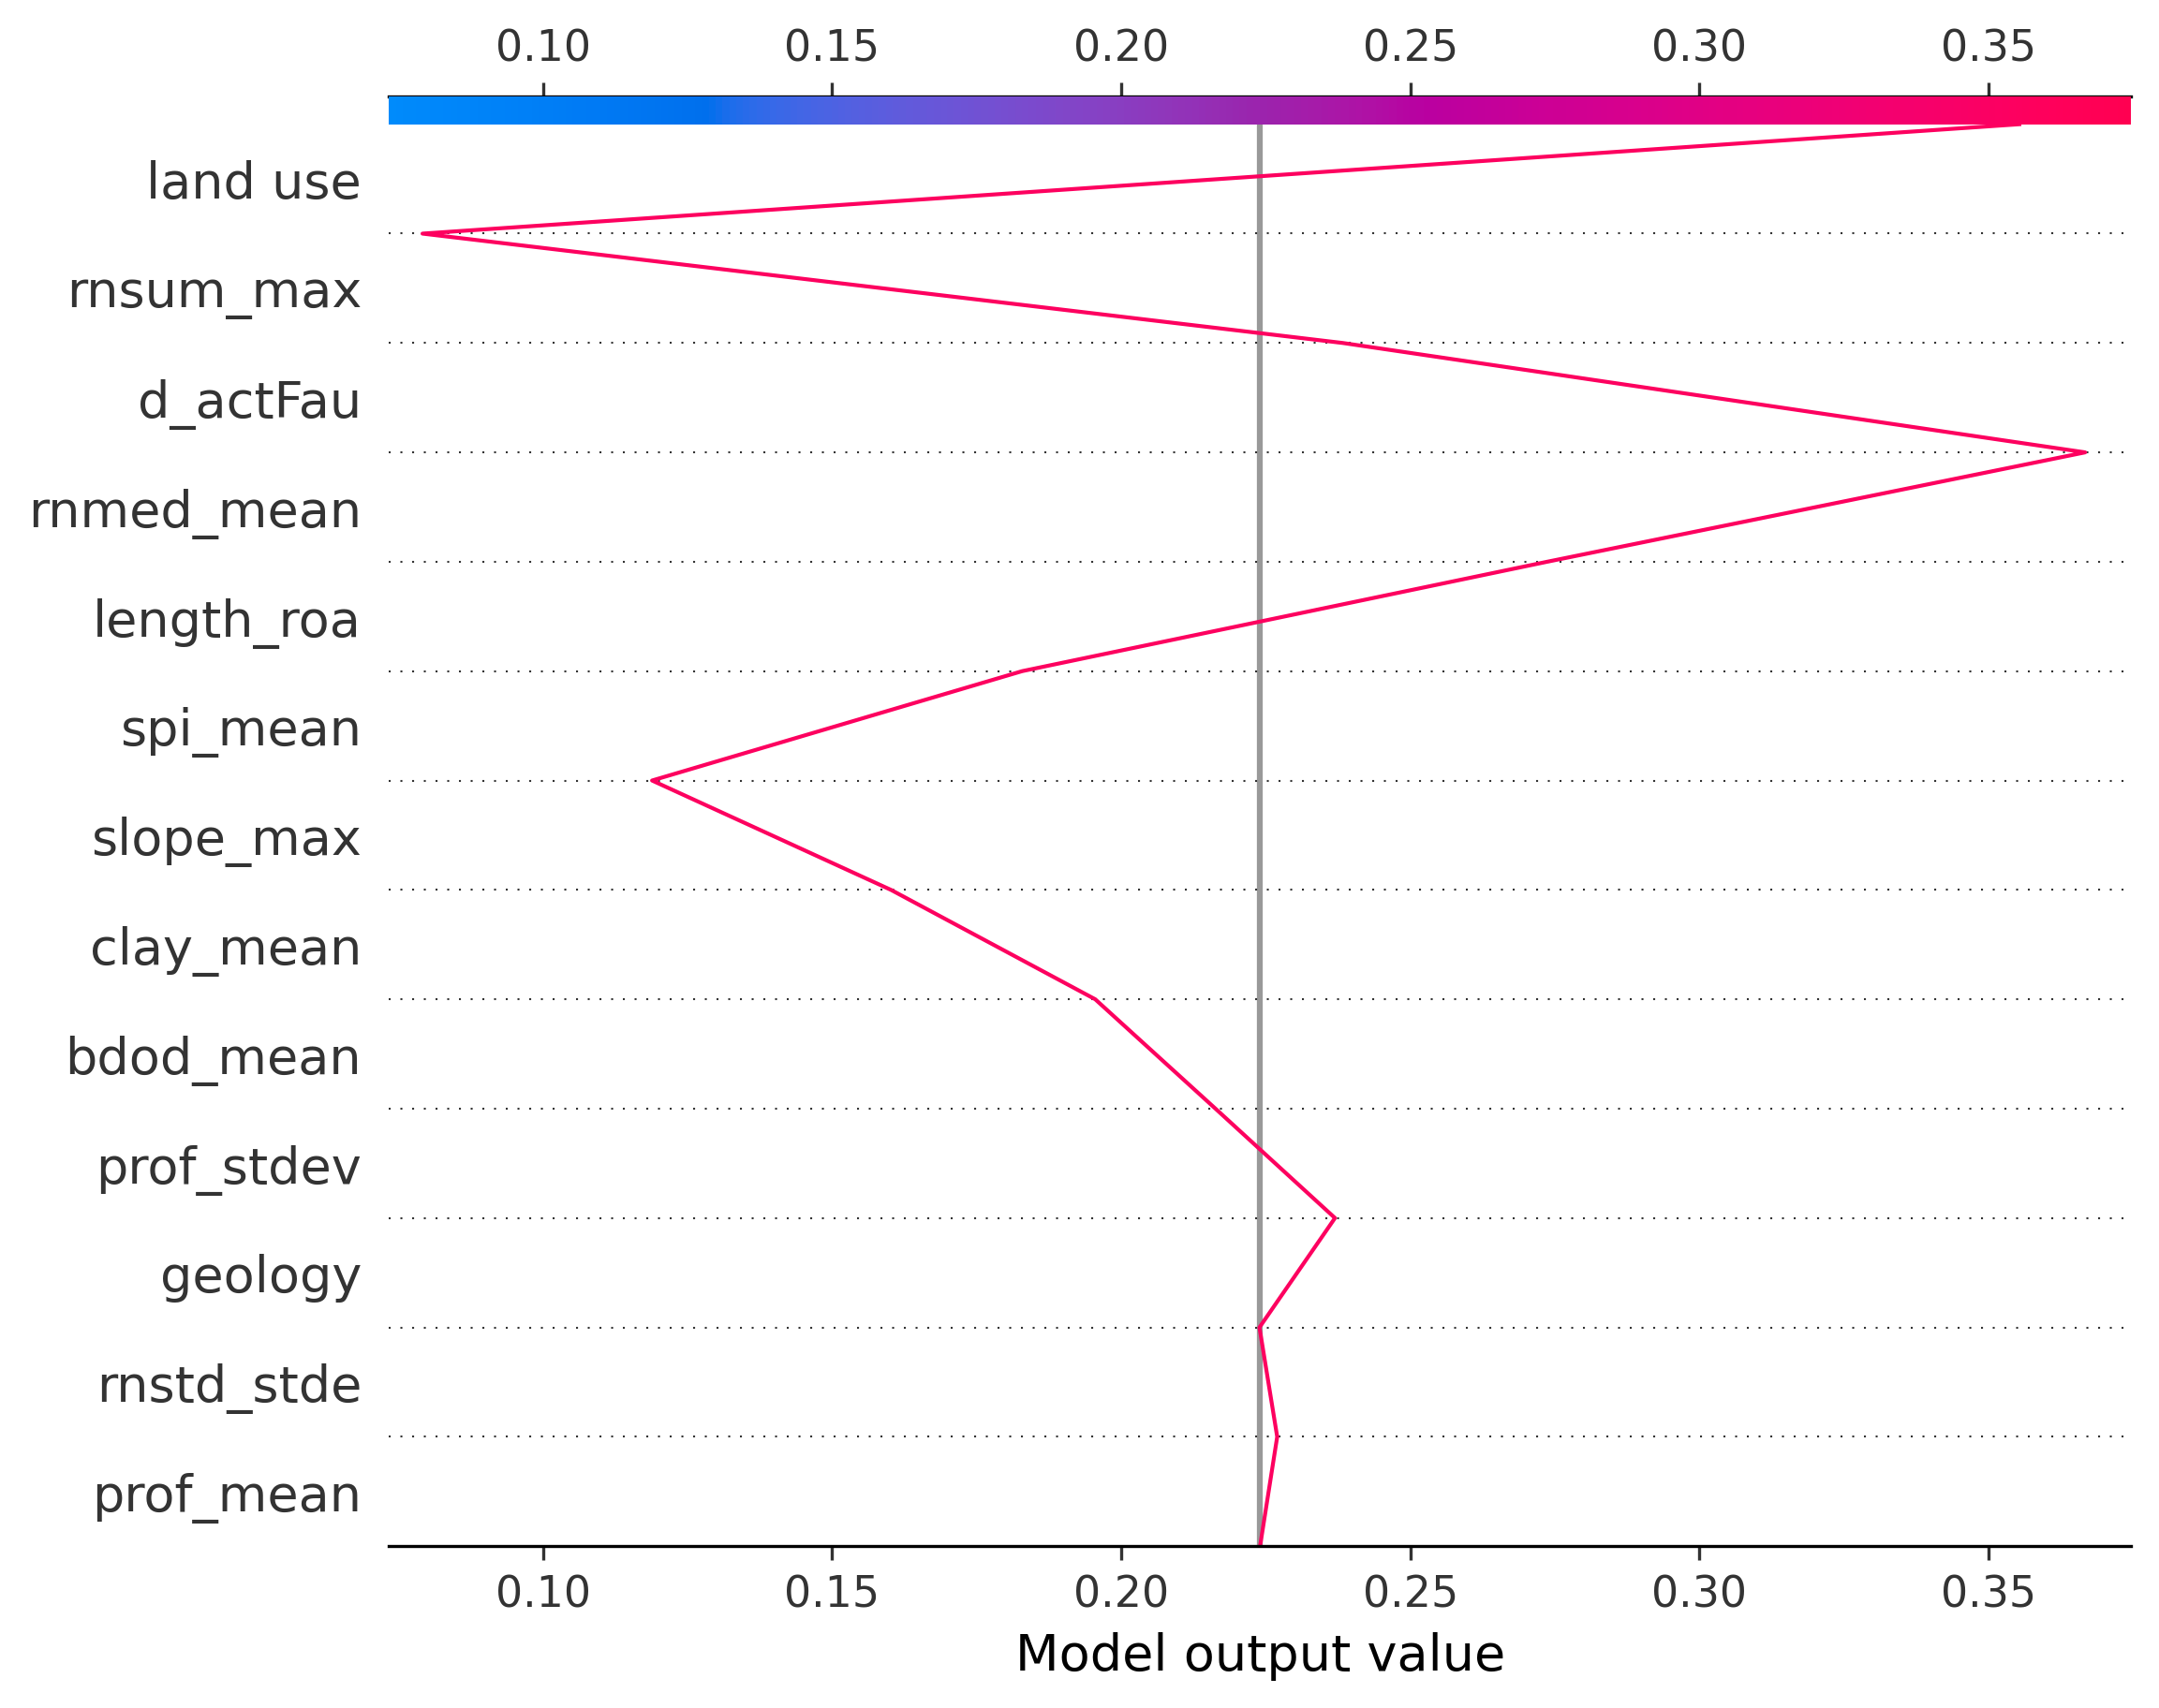 0.10 0.15 0.20 0.25 0.30 0.35
land use
rnsum_max
d_actFau
rnmed_mean
length_roa
spi_mean
slope_max
clay_mean
bdod_mean
prof_stdev
geology
rnstd_stde
prof_mean
0.10 0.15 0.20 0.25 0.30 0.35
Model output value